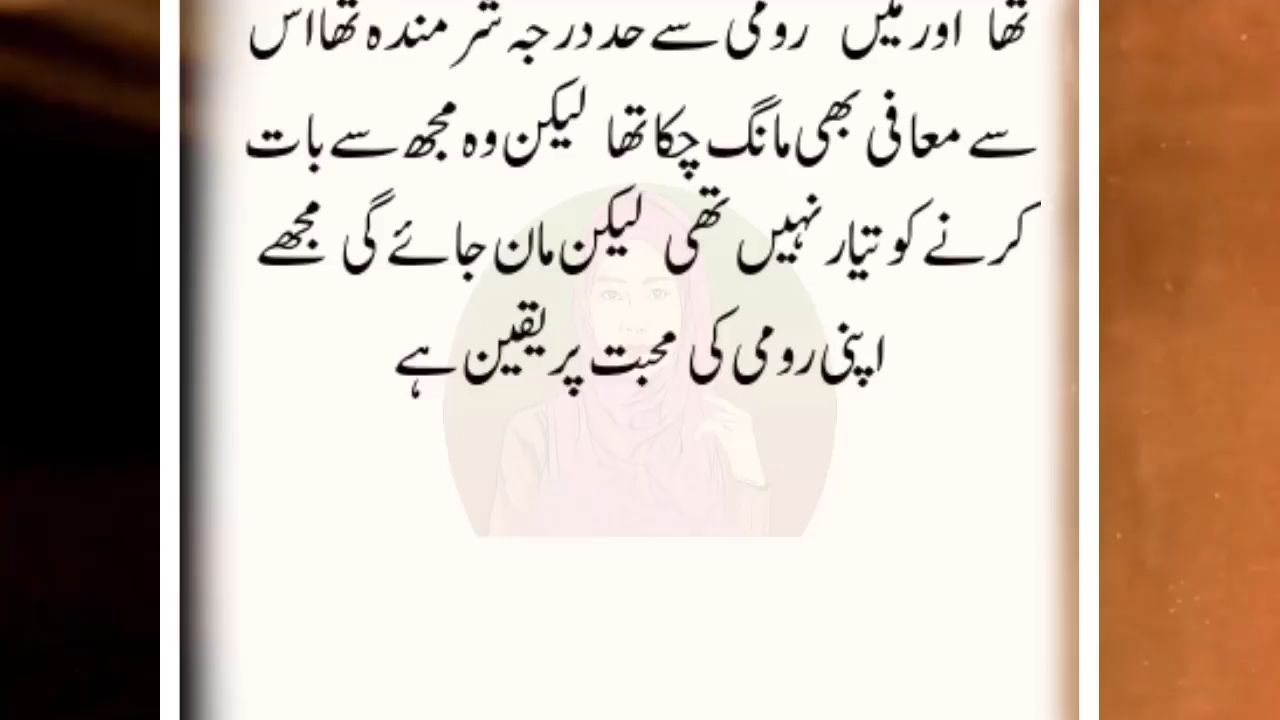 تھا اور میں رومی سے حد درجہ شرمندہ تھا اس
سے معافی بھی مانگ چکا تھا لیکن وہ مجھ سے بات
کرنے کو تیار نہیں تھی لیکن مان جائے گی مجھے
اپنی رومی کی محبت پر یقین ہے